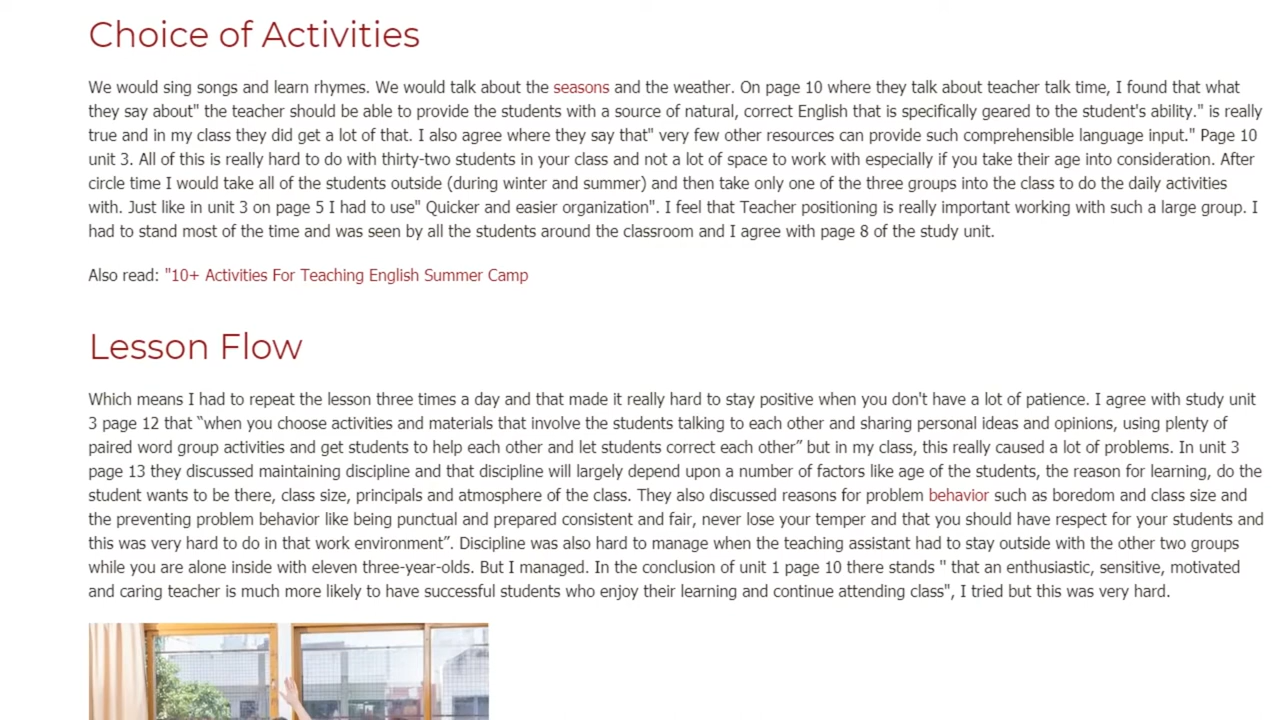 Choice of Activities
We would sing songs and learn rhymes. We would talk about the seasons and the weather. On page 10 where they talk about teacher talk time, I found that what
they say about" the teacher should be able to provide the students with a source of natural, correct English that is specifically geared to the student's ability." is really
true and in my class they did get a lot of that. I also agree where they say that" very few other resources can provide such comprehensible language input." Page 10
unit 3. All of this is really hard to do with thirty-two students in your class and not a lot of space to work with especially if you take their age into consideration. After
circle time I would take all of the students outside (during winter and summer) and then take only one of the three groups into the class to do the daily activities
with. Just like in unit 3 on page 5 I had to use" Quicker and easier organization". I feel that Teacher positioning is really important working with such a large group. I
had to stand most of the time and was seen by all the students around the classroom and I agree with page 8 of the study unit.
Also read: "10+ Activities For Teaching English Summer Camp
Lesson Flow
Which means I had to repeat the lesson three times a day and that made it really hard to stay positive when you don't have a lot of patience. I agree with study unit
3 page 12 that “when you choose activities and materials that involve the students talking to each other and sharing personal ideas and opinions, using plenty of
paired word group activities and get students to help each other and let students correct each other” but in my class, this really caused a lot of problems. In unit 3
page 13 they discussed maintaining discipline and that discipline will largely depend upon a number of factors like age of the students, the reason for learning, do the
student wants to be there, class size, principals and atmosphere of the class. They also discussed reasons for problem behavior such as boredom and class size and
the preventing problem behavior like being punctual and prepared consistent and fair, never lose your temper and that you should have respect for your students and
this was very hard to do in that work environment”. Discipline was also hard to manage when the teaching assistant had to stay outside with the other two groups
while you are alone inside with eleven three-year-olds. But I managed. In the conclusion of unit 1 page 10 there stands " that an enthusiastic, sensitive, motivated
and caring teacher is much more likely to have successful students who enjoy their learning and continue attending class", I tried but this was very hard.